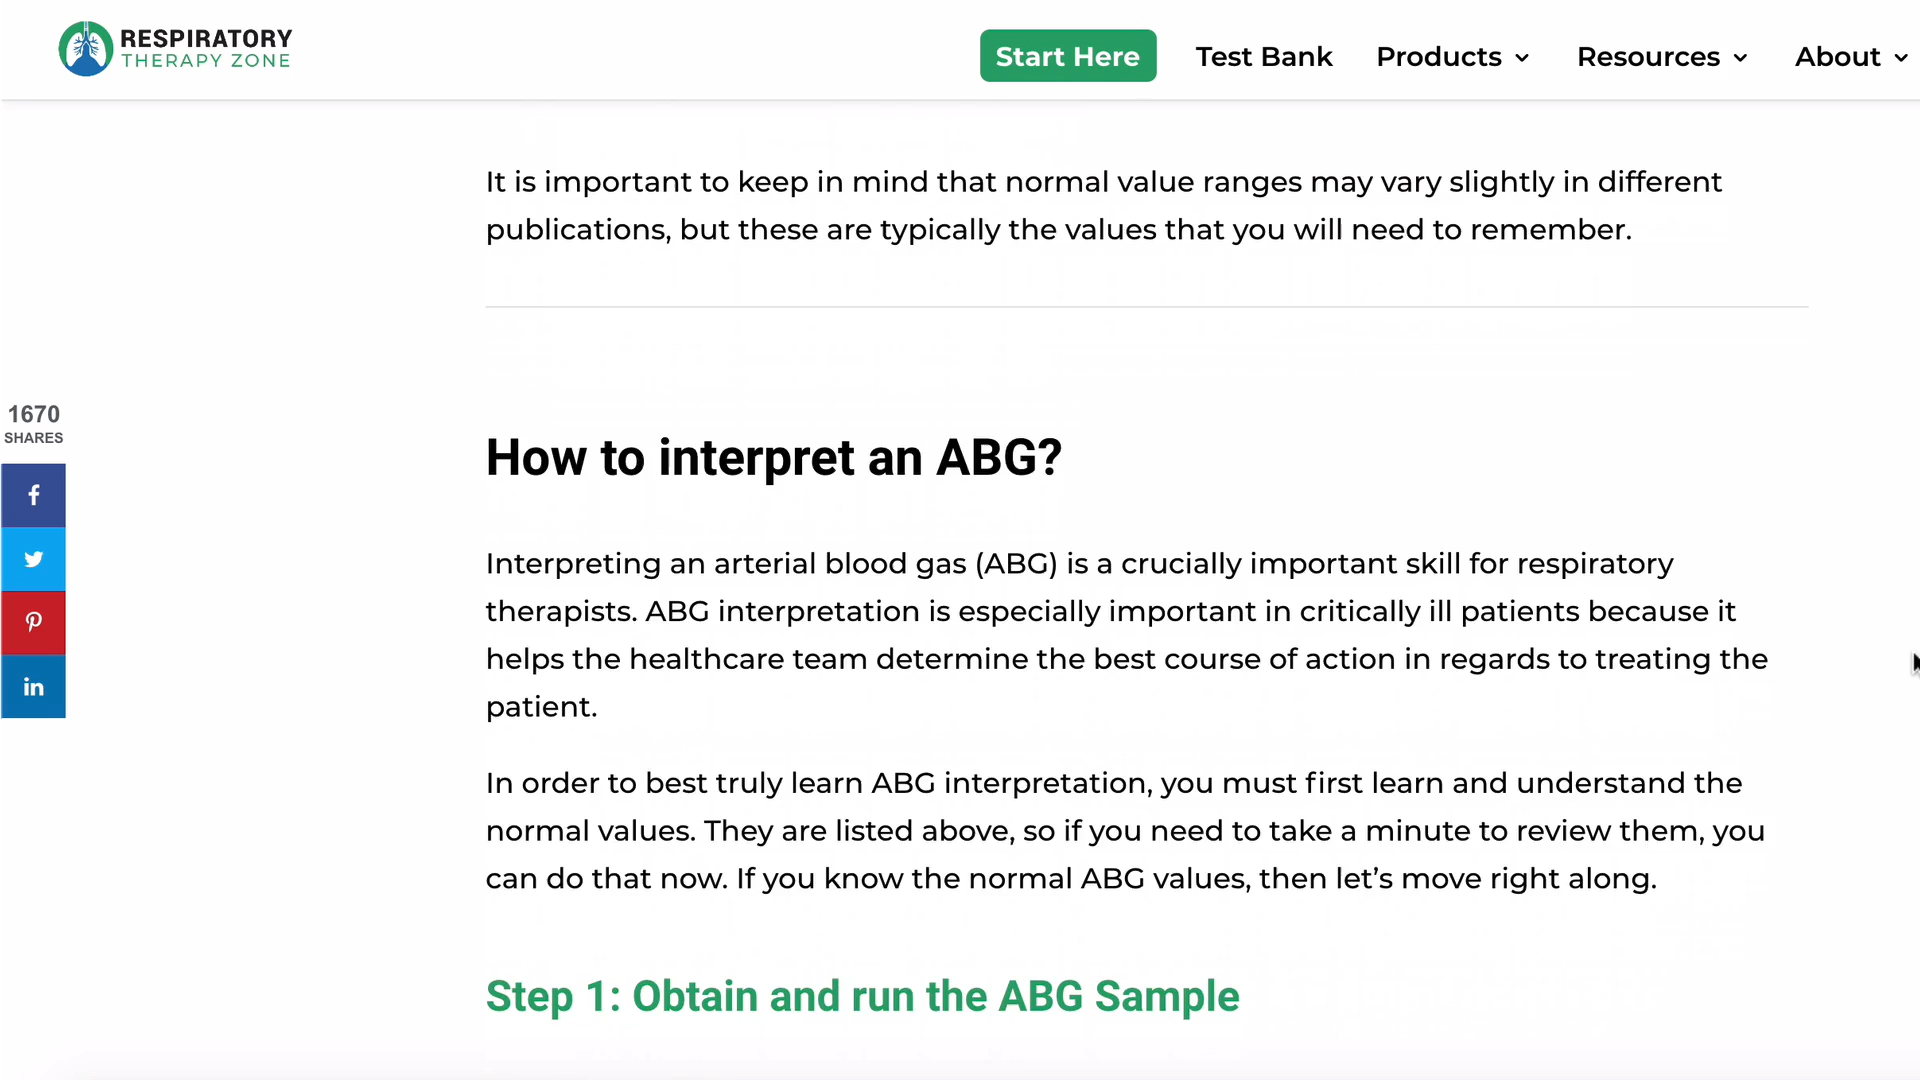 RESPIRATORY
THERAPY ZONE
Start Here
Test Bank
Products
Resources
About
It is important to keep in mind that normal value ranges may vary slightly in different
publications, but these are typically the values that you will need to remember.
1670
SHARES
How to interpret an ABG?
Interpreting an arterial blood gas (ABG) is a crucially important skill for respiratory
therapists. ABG interpretation is especially important in critically ill patients because it
helps the healthcare team determine the best course of action in regards to treating the
patient.
In order to best truly learn ABG interpretation, you must first learn and understand the
normal values. They are listed above, so if you need to take a minute to review them, you
can do that now. If you know the normal ABG values, then let’s move right along.
Step 1: Obtain and run the ABG Sample